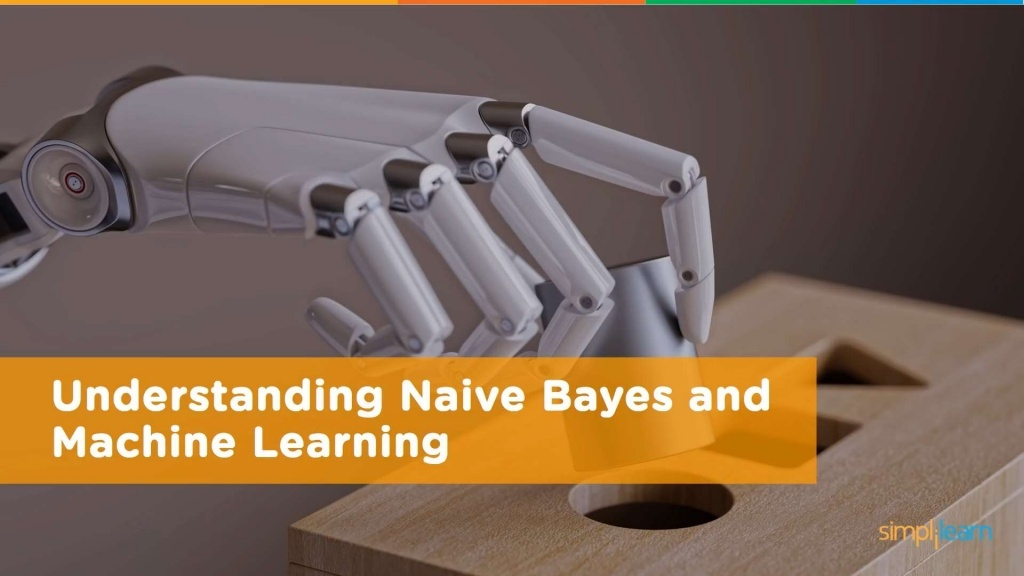 Understanding Naive Bayes and
Machine Learning
simplilearn